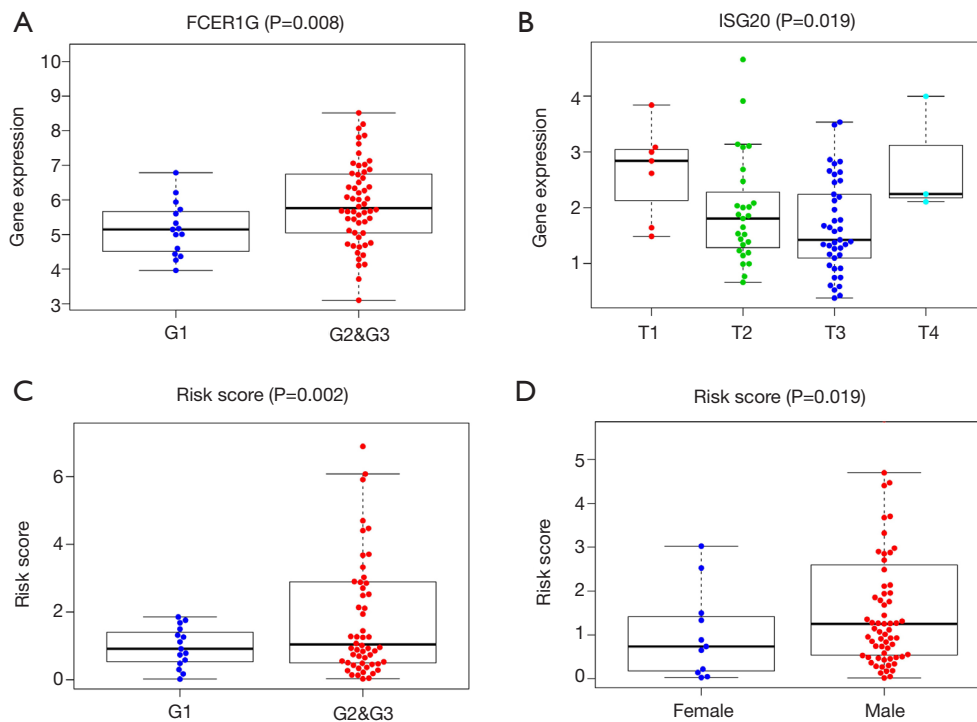 A
FCER1G (P=0.008)
Gene expression
10
9
8
7
6
5
4
3
G1
G2&G3
B
ISG20 (P=0.019)
Gene expression
4
3
2
1
T1
T2
T3
T4
C
Risk score (P=0.002)
Risk score
6
4
2
0
G1
G2&G3
D
Risk score (P=0.019)
Risk score
5
4
3
2
1
0
Female
Male